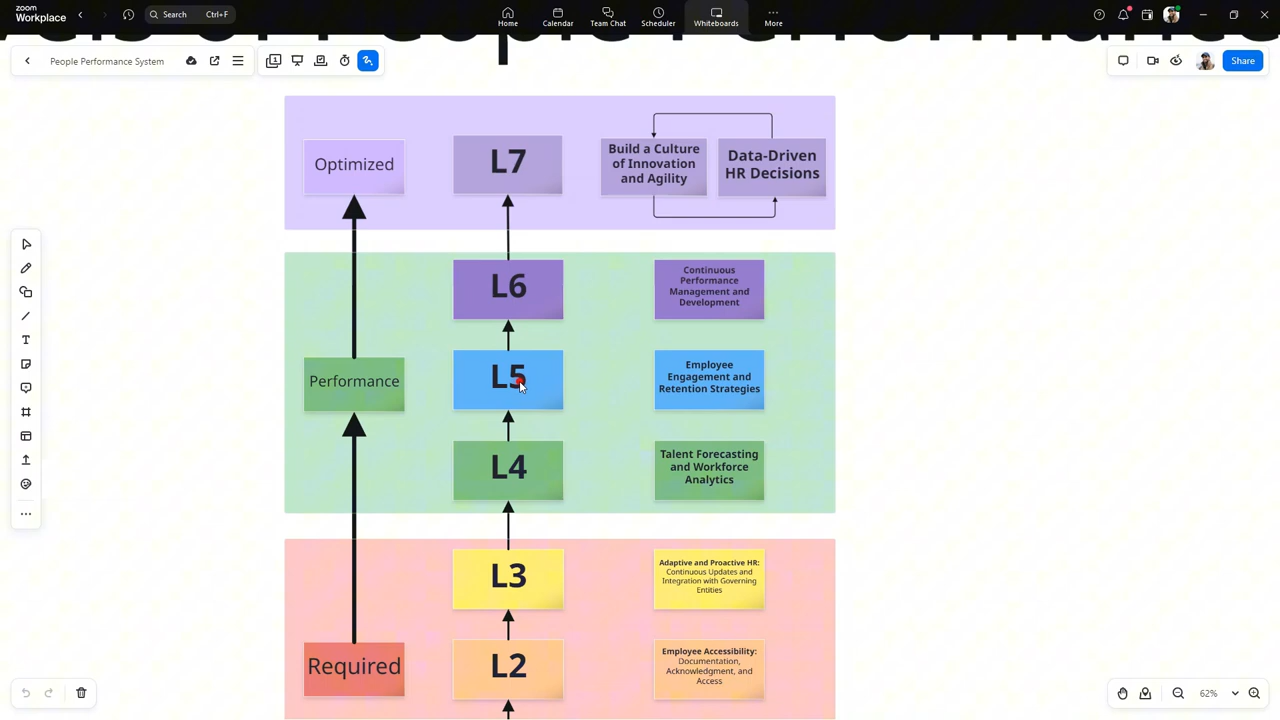 zoom
Workplace
Search
Ctrl+F
Home
Calendar
Team Chat
Scheduler
Whiteboards
More
People Performance System
Share
Optimized
L7
Build a Culture
of Innovation
and Agility
Data-Driven
HR Decisions
L6
Continuous
Performance
Management and
Development
Performance
L5
Employee
Engagement and
Retention Strategies
L4
Talent Forecasting
and Workforce
Analytics
L3
Adaptive and Proactive HR:
Continuous Updates and
Integration with Governing
Entities
Required
L2
Employee Accessibility:
Documentation,
Acknowledgment, and
Access
62%